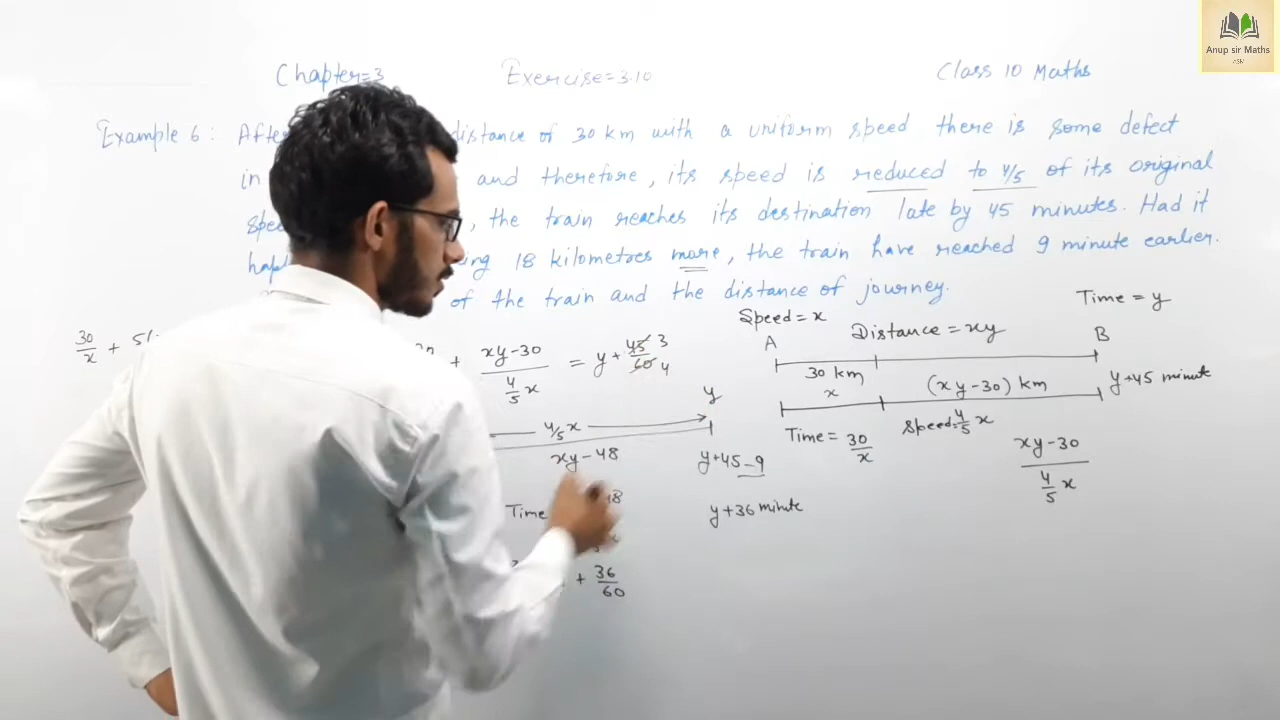 Anup sir Maths
Chapter=3 Exercise=3.10 Class 10 Maths
Example 6: distance of 30 km with a uniform speed there is some defect
in and therefore, its speed is reduced to 4/5 of its original
the train reaches its destination late by 45 minutes. Had it
18 kilometres more, the train have reached 9 minute earlier.
of the train and the distance of journey.
Speed = x
Time = y
Distance = xy
A B
30/x +
+ (xy-30)/(4/5 x) = y + 45/60 3 4
30 km
x
(xy-30) km
y+45 minute
Time = 30/x
Speed=4/5 x
(xy-30)/(4/5 x)
4/5 x
y
xy-48
y+45-9
Time
y+36 minute
+ 36/60